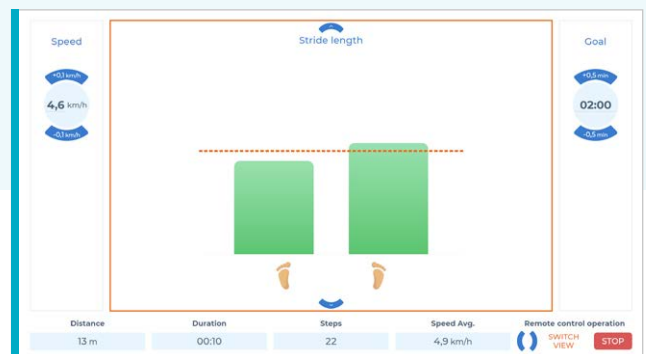 Speed
+0,1 km/h
4,6 km/h
-0,1 km/h
Stride length
Goal
+0,5 min
02:00
-0,5 min
Distance
Duration
Steps
Speed Avg.
Remote control operation
13 m
00:10
22
4,9 km/h
SWITCH
VIEW
STOP